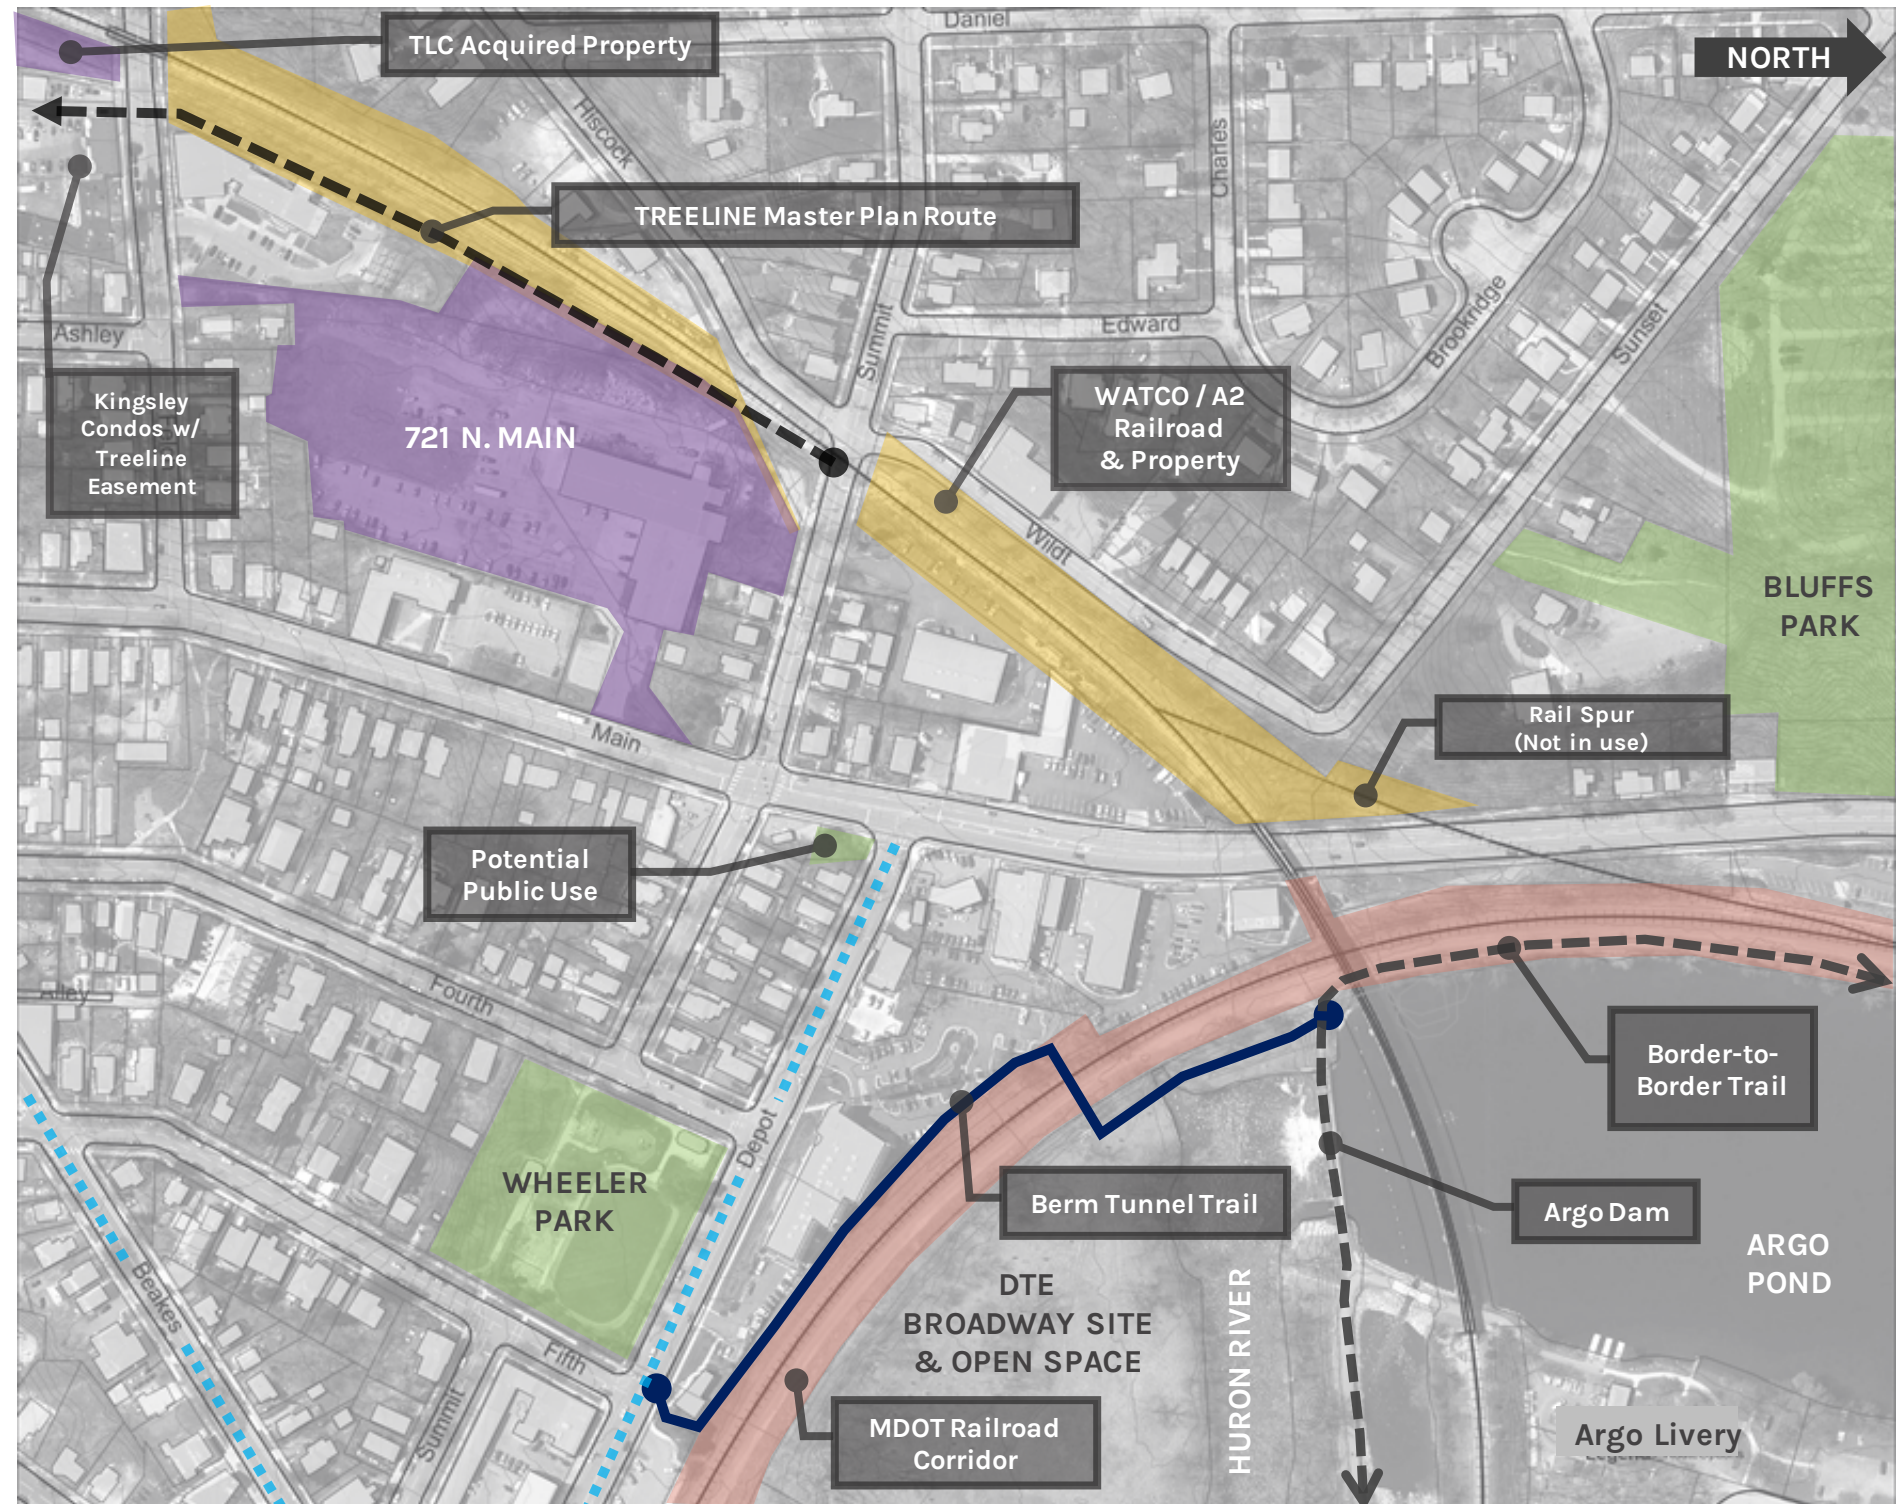 Daniel
TLC Acquired Property
NORTH
Hiscock
Charles
TREELINE Master Plan Route
Ashley
Summit
Edward
Brookridge
Sunset
Kingsley
Condos w/
Treeline
Easement
721 N. MAIN
WATCO / A2
Railroad
& Property
Wildt
BLUFFS
PARK
Main
Rail Spur
(Not in use)
Potential
Public Use
Alley
Fourth
Border-to-
Border Trail
Depot
WHEELER
PARK
Berm Tunnel Trail
Argo Dam
ARGO
POND
Beakes
DTE
BROADWAY SITE
& OPEN SPACE
HURON RIVER
Fifth
Summit
MDOT Railroad
Corridor
Argo Livery